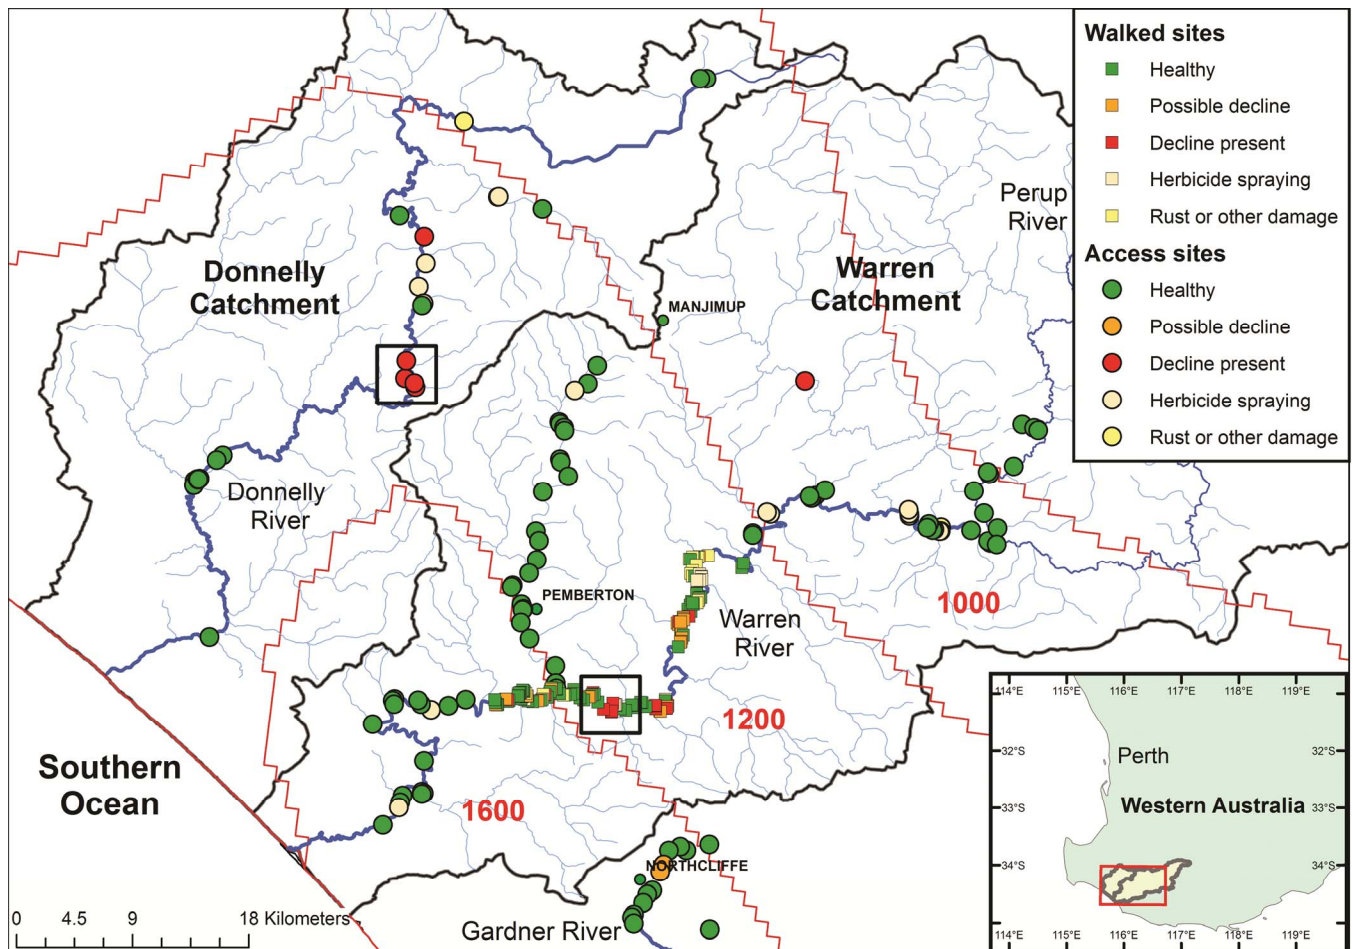 Walked sites
Healthy
Possible decline
Decline present
Herbicide spraying
Rust or other damage
Access sites
Healthy
Possible decline
Decline present
Herbicide spraying
Rust or other damage
Perup
River
Donnelly
Catchment
Warren
Catchment
MANJIMUP
Donnelly
River
PEMBERTON
Warren
River
1000
1200
1600
Southern
Ocean
NORTHCLIFFE
Gardner River
0 4.5 9 18 Kilometers
114°E 115°E 116°E 117°E 118°E 119°E
32°S 32°S
33°S 33°S
34°S 34°S
Perth
Western Australia
114°E 115°E 116°E 117°E 118°E 119°E